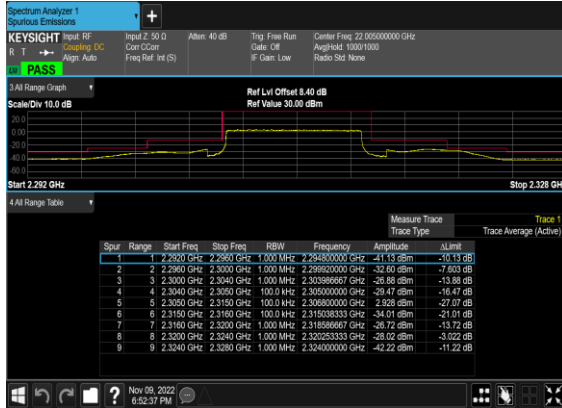 Spectrum Analyzer 1
Spurious Emissions
KEYSIGHT Input: RF Input Z: 50 Ω Atten: 40 dB Trig: Free Run Center Freq: 22.005000000 GHz
R T Coupling: DC Corr CCorr Gate: Off Avg|Hold: 1000/1000
Align: Auto Freq Ref: Int (S) IF Gain: Low Radio Std: None
PASS
3 All Range Graph
Ref Lvl Offset 8.40 dB
Scale/Div 10.0 dB Ref Value 30.00 dBm
20.0
0.00
-20.0
-40.0
-60.0
Start 2.292 GHz Stop 2.328 GH
4 All Range Table
Measure Trace Trace 1
Trace Type Trace Average (Active)
Spur Range Start Freq Stop Freq RBW Frequency Amplitude ΔLimit
1 1 2.2920 GHz 2.2960 GHz 1.000 MHz 2.294800000 GHz -41.13 dBm -10.13 dB
2 2 2.2960 GHz 2.3000 GHz 1.000 MHz 2.299920000 GHz -32.60 dBm -7.603 dB
3 3 2.3000 GHz 2.3040 GHz 1.000 MHz 2.303986667 GHz -26.88 dBm -13.88 dB
4 4 2.3040 GHz 2.3050 GHz 100.0 kHz 2.305000000 GHz -29.47 dBm -16.47 dB
5 5 2.3050 GHz 2.3150 GHz 100.0 kHz 2.306800000 GHz 2.928 dBm -27.07 dB
6 6 2.3150 GHz 2.3160 GHz 100.0 kHz 2.315038333 GHz -34.01 dBm -21.01 dB
7 7 2.3160 GHz 2.3200 GHz 1.000 MHz 2.318586667 GHz -26.72 dBm -13.72 dB
8 8 2.3200 GHz 2.3240 GHz 1.000 MHz 2.320253333 GHz -28.02 dBm -3.022 dB
9 9 2.3240 GHz 2.3280 GHz 1.000 MHz 2.324000000 GHz -42.22 dBm -11.22 dB
Nov 09, 2022
6:52:37 PM